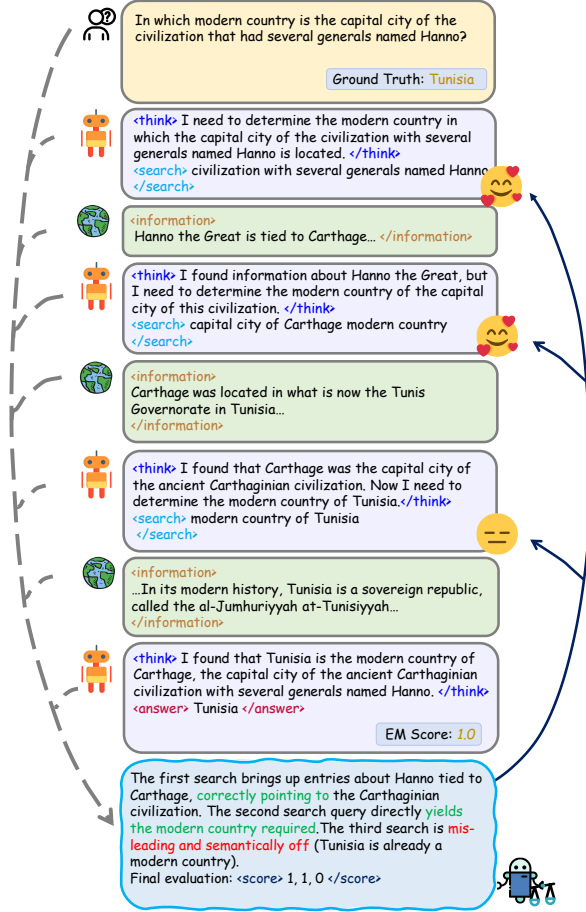 In which modern country is the capital city of the
civilization that had several generals named Hanno?
Ground Truth: Tunisia
<think> I need to determine the modern country in
which the capital city of the civilization with several
generals named Hanno is located. </think>
<search> civilization with several generals named Hanno
</search>
<information>
Hanno the Great is tied to Carthage... </information>
<think> I found information about Hanno the Great, but
I need to determine the modern country of the capital
city of this civilization. </think>
<search> capital city of Carthage modern country
</search>
<information>
Carthage was located in what is now the Tunis
Governorate in Tunisia...
</information>
<think> I found that Carthage was the capital city of
the ancient Carthaginian civilization. Now I need to
determine the modern country of Tunisia.</think>
<search> modern country of Tunisia
</search>
<information>
...In its modern history, Tunisia is a sovereign republic,
called the al-Jumhuriyyah at-Tunisiyyah...
</information>
<think> I found that Tunisia is the modern country of
Carthage, the capital city of the ancient Carthaginian
civilization with several generals named Hanno. </think>
<answer> Tunisia </answer>
EM Score: 1.0
The first search brings up entries about Hanno tied to
Carthage, correctly pointing to the Carthaginian
civilization. The second search query directly yields
the modern country required.The third search is mis-
leading and semantically off (Tunisia is already a
modern country).
Final evaluation: <score> 1, 1, 0 </score>